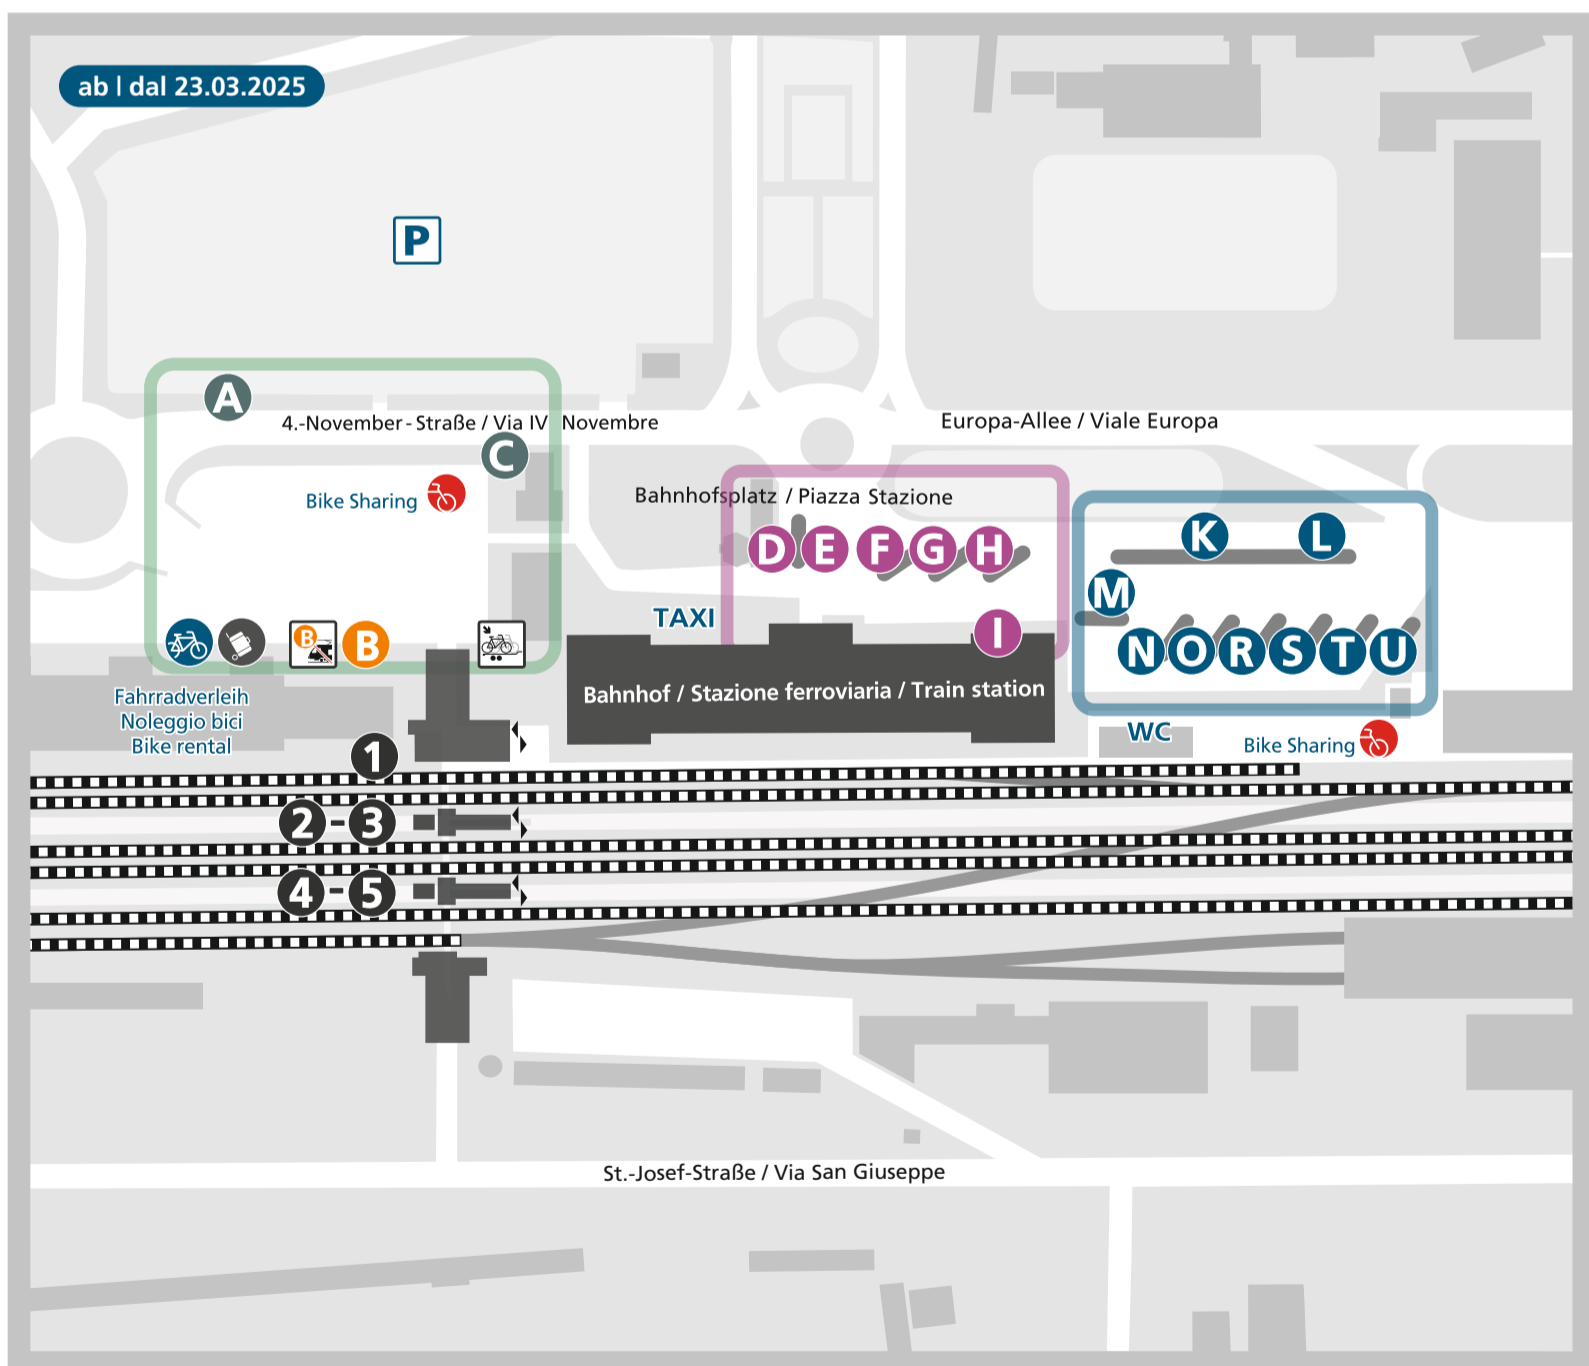 ab | dal 23.03.2025
P
A
4.-November-Straße / Via IV Novembre
Europa-Allee / Viale Europa
C
Bike Sharing
Bahnhofsplatz / Piazza Stazione
D E F G H
K L
M
TAXI
I
B
B
N O R S T U
Fahrradverleih
Noleggio bici
Bike rental
Bahnhof / Stazione ferroviaria / Train station
WC
Bike Sharing
1
2 - 3
4 - 5
St.-Josef-Straße / Via San Giuseppe